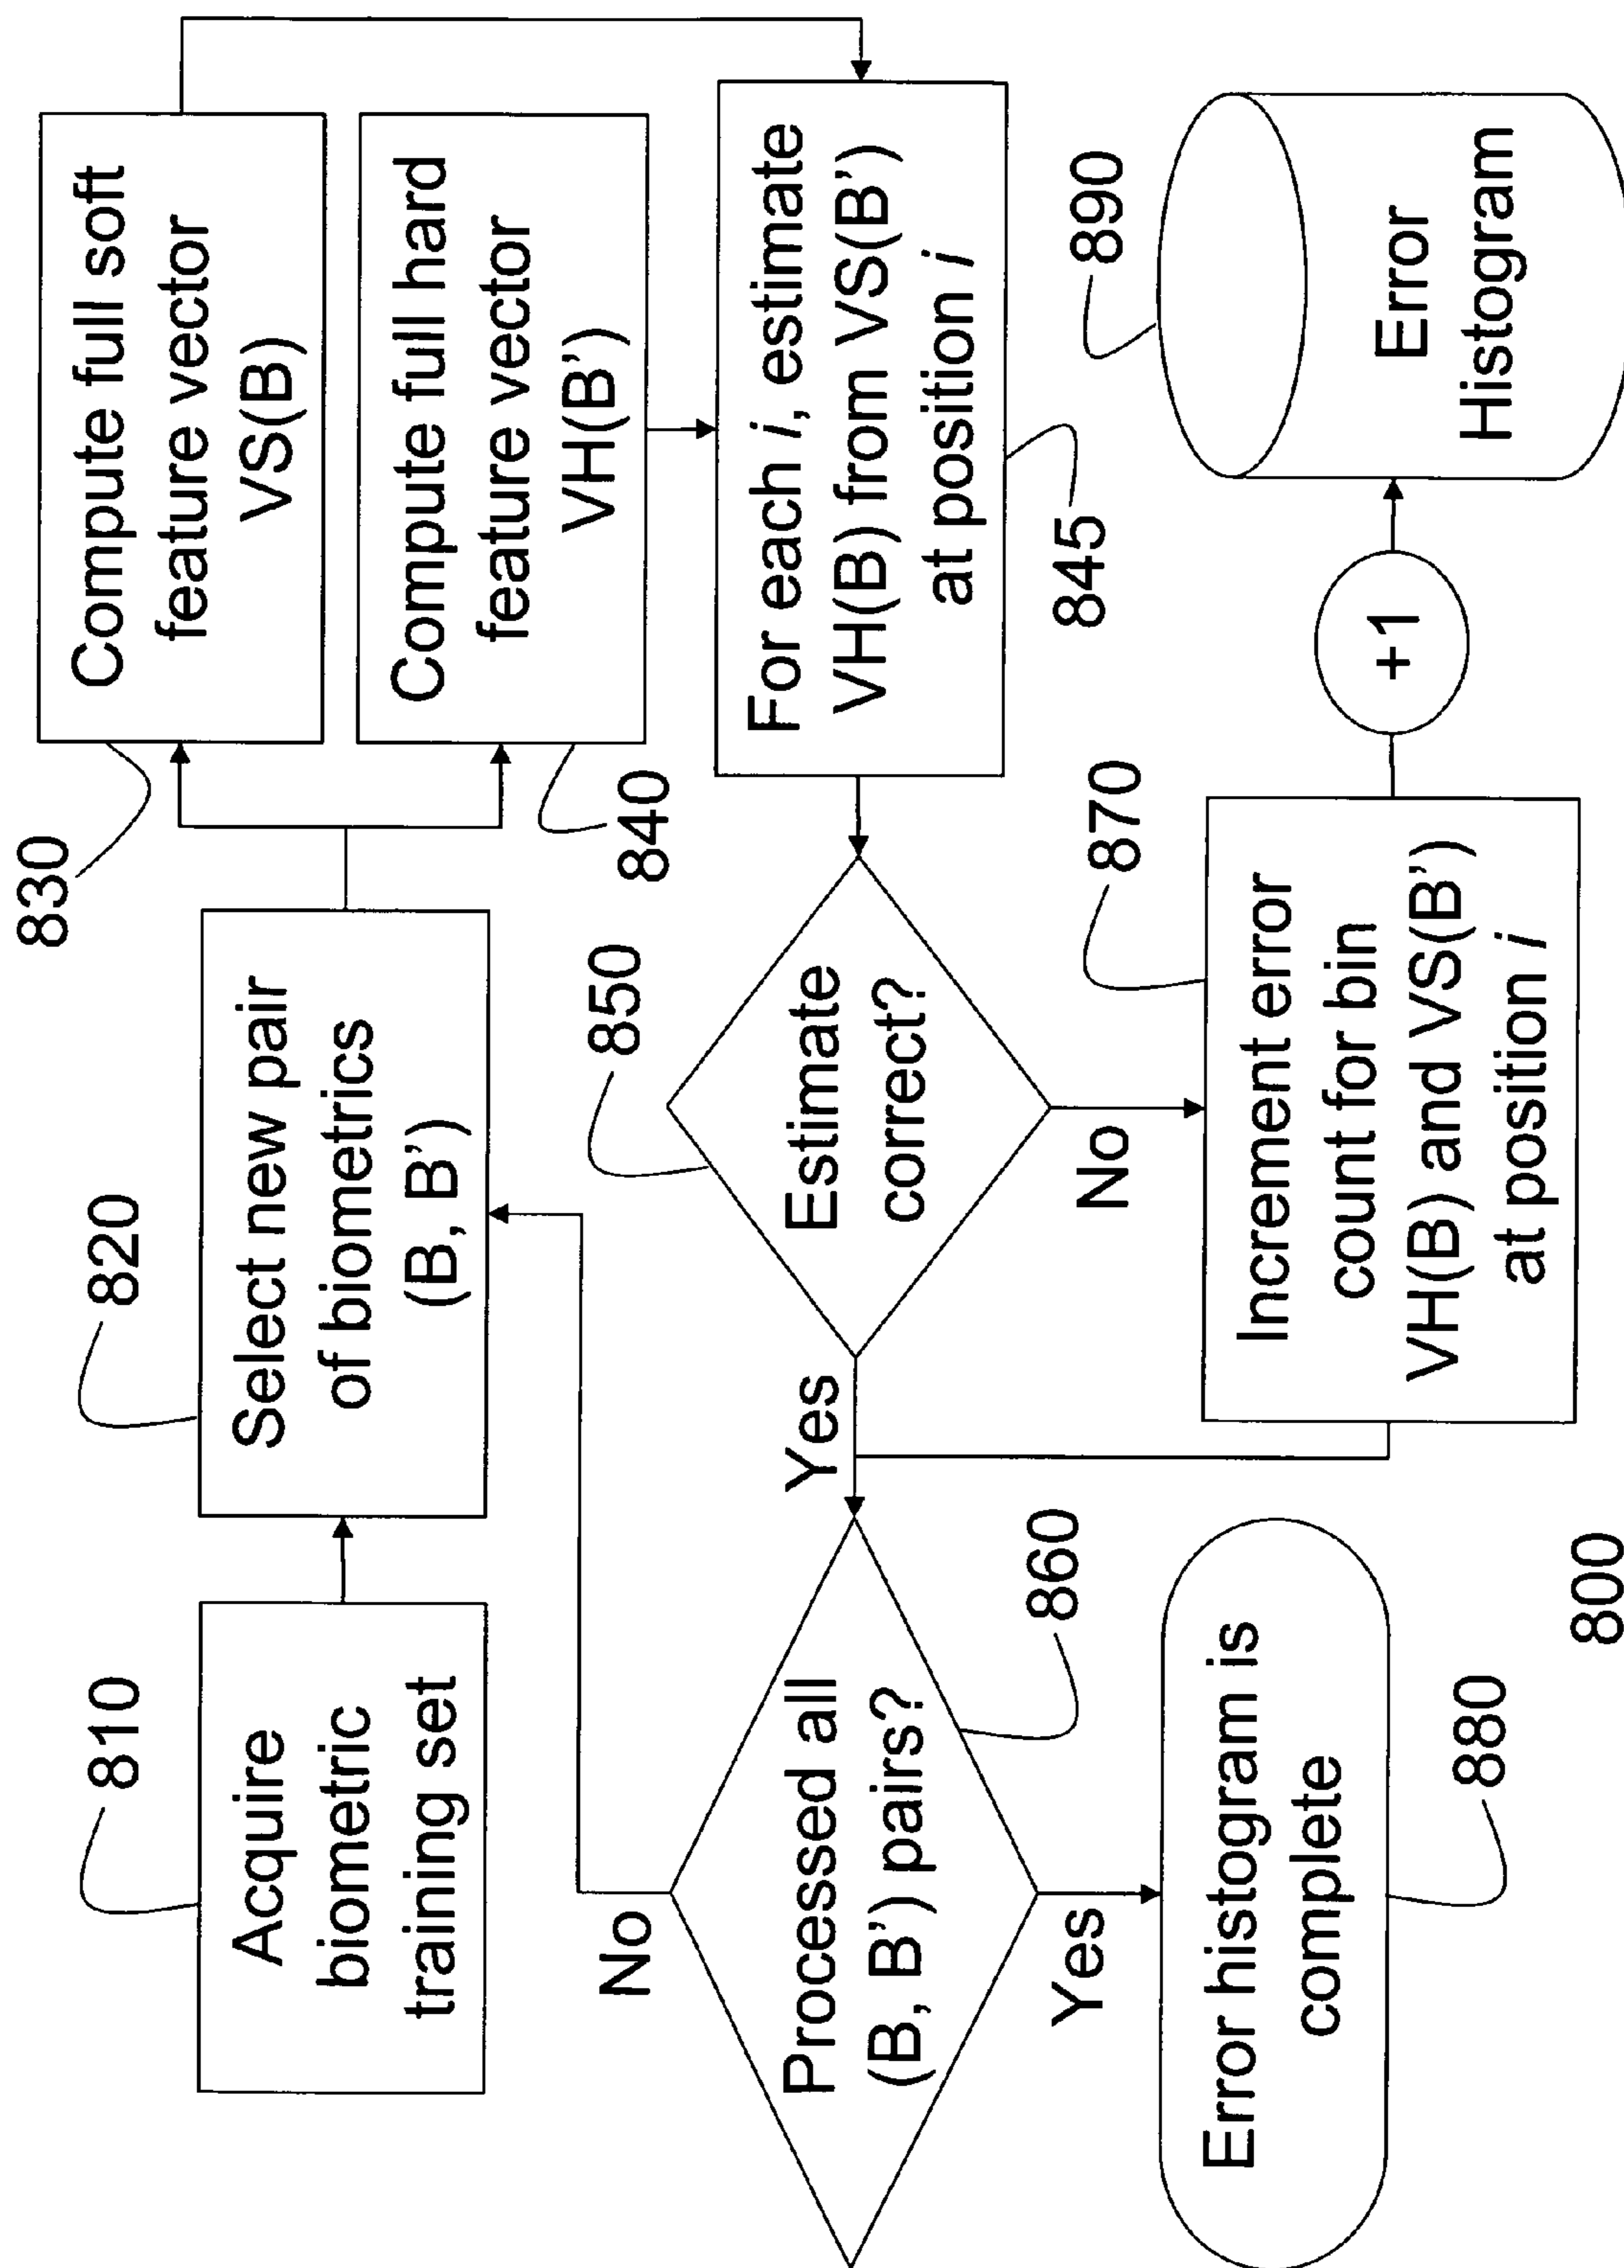 810
Acquire
biometric
training set
820
Select new pair
of biometrics
(B, B’)
830
Compute full soft
feature vector
VS(B)
840
Compute full hard
feature vector
VH(B’)
For each i, estimate
VH(B) from VS(B’)
at position i
845
850
Estimate
correct?
Yes
No
870
Increment error
count for bin
VH(B) and VS(B’)
at position i
+1
890
Error
Histogram
Processed all
(B, B’) pairs?
860
No
Yes
Error histogram is
complete
880
800